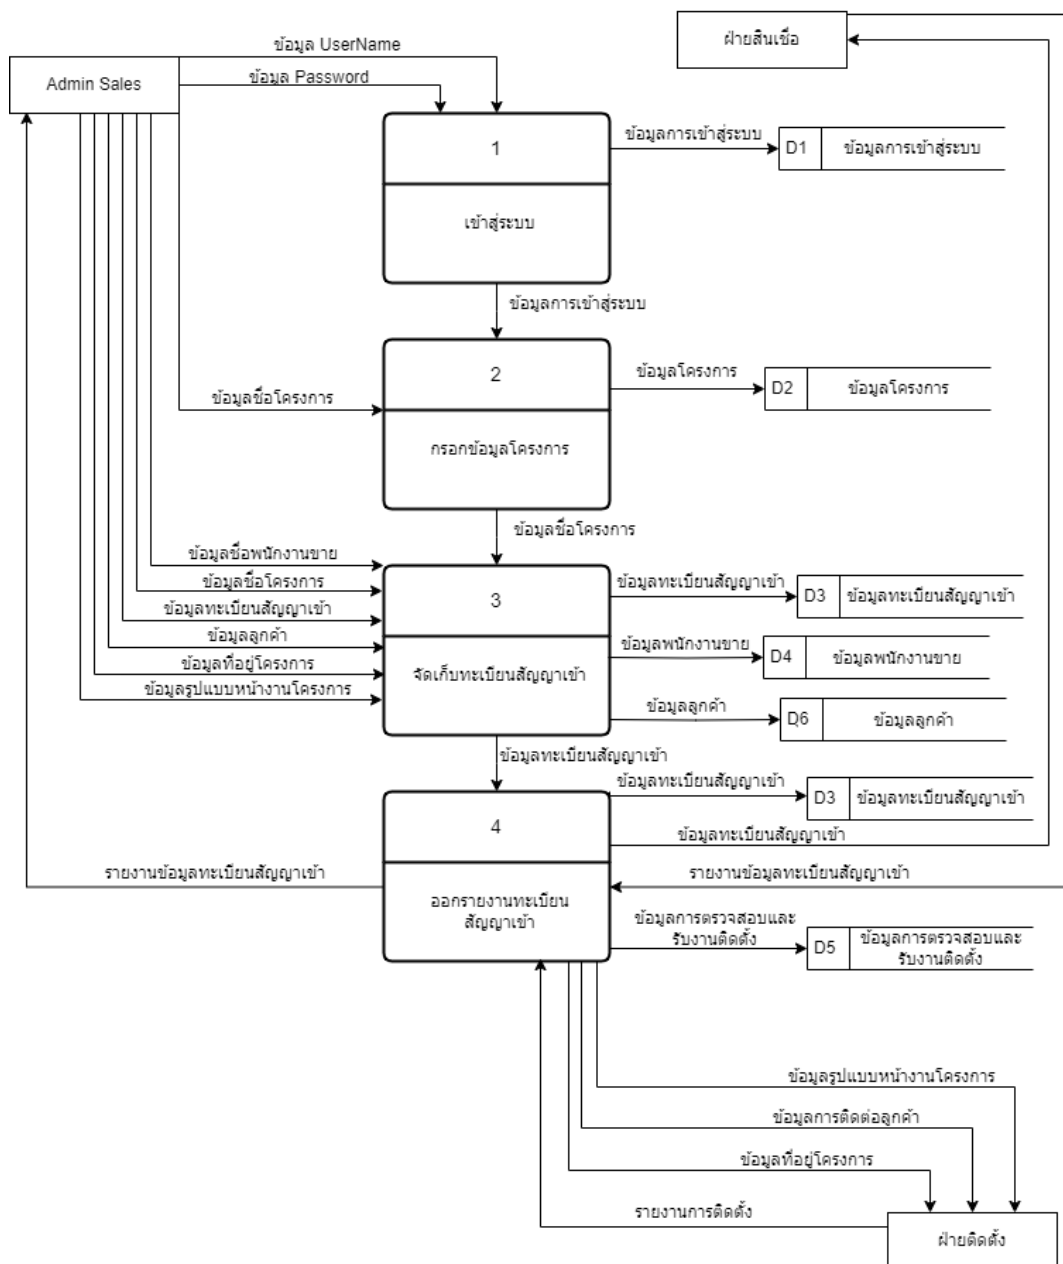 ข้อมูล UserName
ฝ่ายสินเชื่อ
Admin Sales
ข้อมูล Password
1
ข้อมูลการเข้าสู่ระบบ
D1
ข้อมูลการเข้าสู่ระบบ
เข้าสู่ระบบ
ข้อมูลการเข้าสู่ระบบ
2
ข้อมูลโครงการ
D2
ข้อมูลโครงการ
ข้อมูลชื่อโครงการ
กรอกข้อมูลโครงการ
ข้อมูลชื่อโครงการ
ข้อมูลชื่อพนักงานขาย
ข้อมูลชื่อโครงการ
ข้อมูลทะเบียนสัญญาเข้า
ข้อมูลลูกค้า
ข้อมูลที่อยู่โครงการ
ข้อมูลรูปแบบหน้างานโครงการ
3
จัดเก็บทะเบียนสัญญาเข้า
ข้อมูลทะเบียนสัญญาเข้า
D3
ข้อมูลทะเบียนสัญญาเข้า
ข้อมูลพนักงานขาย
D4
ข้อมูลพนักงานขาย
ข้อมูลลูกค้า
D6
ข้อมูลลูกค้า
ข้อมูลทะเบียนสัญญาเข้า
ข้อมูลทะเบียนสัญญาเข้า
D3
ข้อมูลทะเบียนสัญญาเข้า
4
ข้อมูลทะเบียนสัญญาเข้า
รายงานข้อมูลทะเบียนสัญญาเข้า
รายงานข้อมูลทะเบียนสัญญาเข้า
ออกรายงานทะเบียน
สัญญาเข้า
ข้อมูลการตรวจสอบและ
รับงานติดตั้ง
D5
ข้อมูลการตรวจสอบและ
รับงานติดตั้ง
ข้อมูลรูปแบบหน้างานโครงการ
ข้อมูลการติดต่อลูกค้า
ข้อมูลที่อยู่โครงการ
รายงานการติดตั้ง
ฝ่ายติดตั้ง